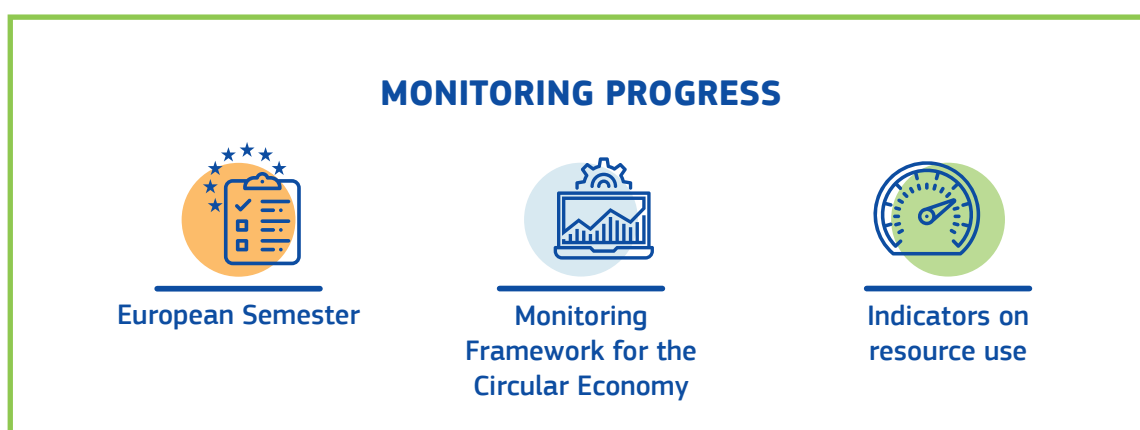 MONITORING PROGRESS
European Semester
Monitoring
Framework for the
Circular Economy
Indicators on
resource use